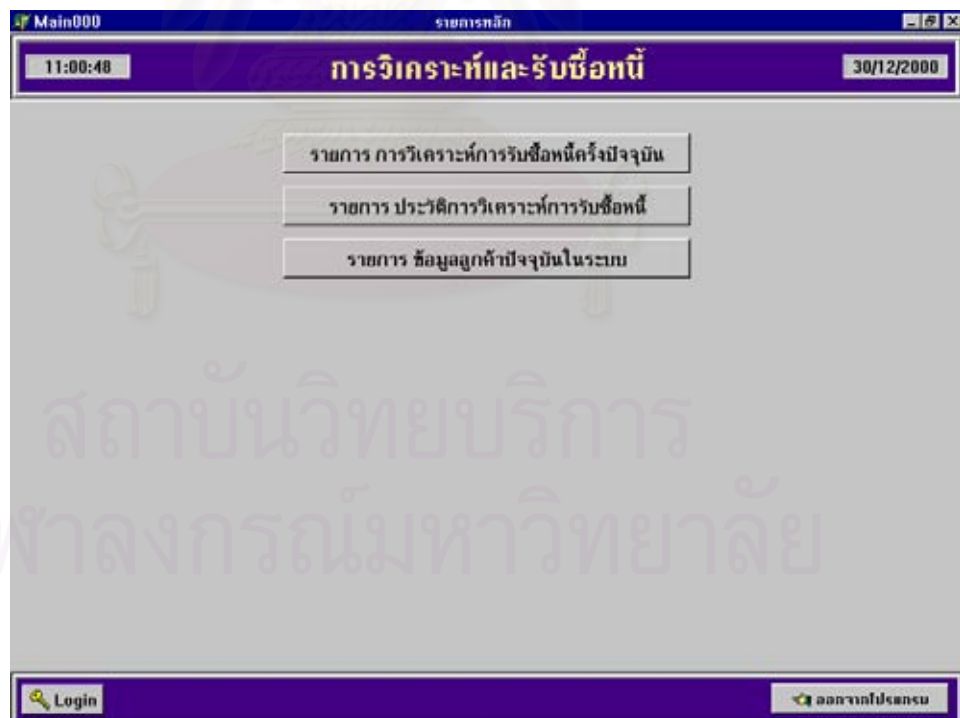 Main000 รายการหลัก
11:00:48 การวิเคราะห์และรับซื้อหนี้ 30/12/2000
รายการ การวิเคราะห์การรับซื้อหนี้ครั้งปัจจุบัน
รายการ ประวัติการวิเคราะห์การรับซื้อหนี้
รายการ ข้อมูลลูกค้าปัจจุบันในระบบ
สถาบันวิทยบริการ
ฬาลงกรณ์มหาวิทยาลัย
Login ออกจากโปรแกรม